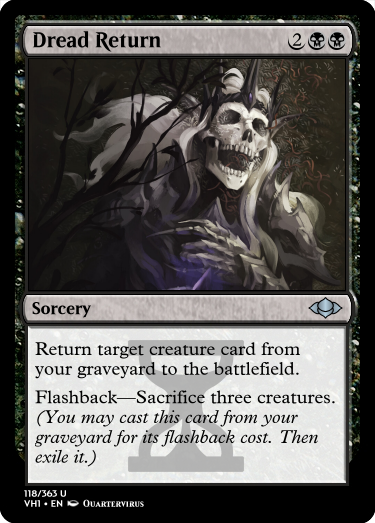 Dread Return 2
Sorcery
Return target creature card from
your graveyard to the battlefield.
Flashback—Sacrifice three creatures.
(You may cast this card from your
graveyard for its flashback cost. Then
exile it.)
118/363 U
VH1 • EN Quartervirus